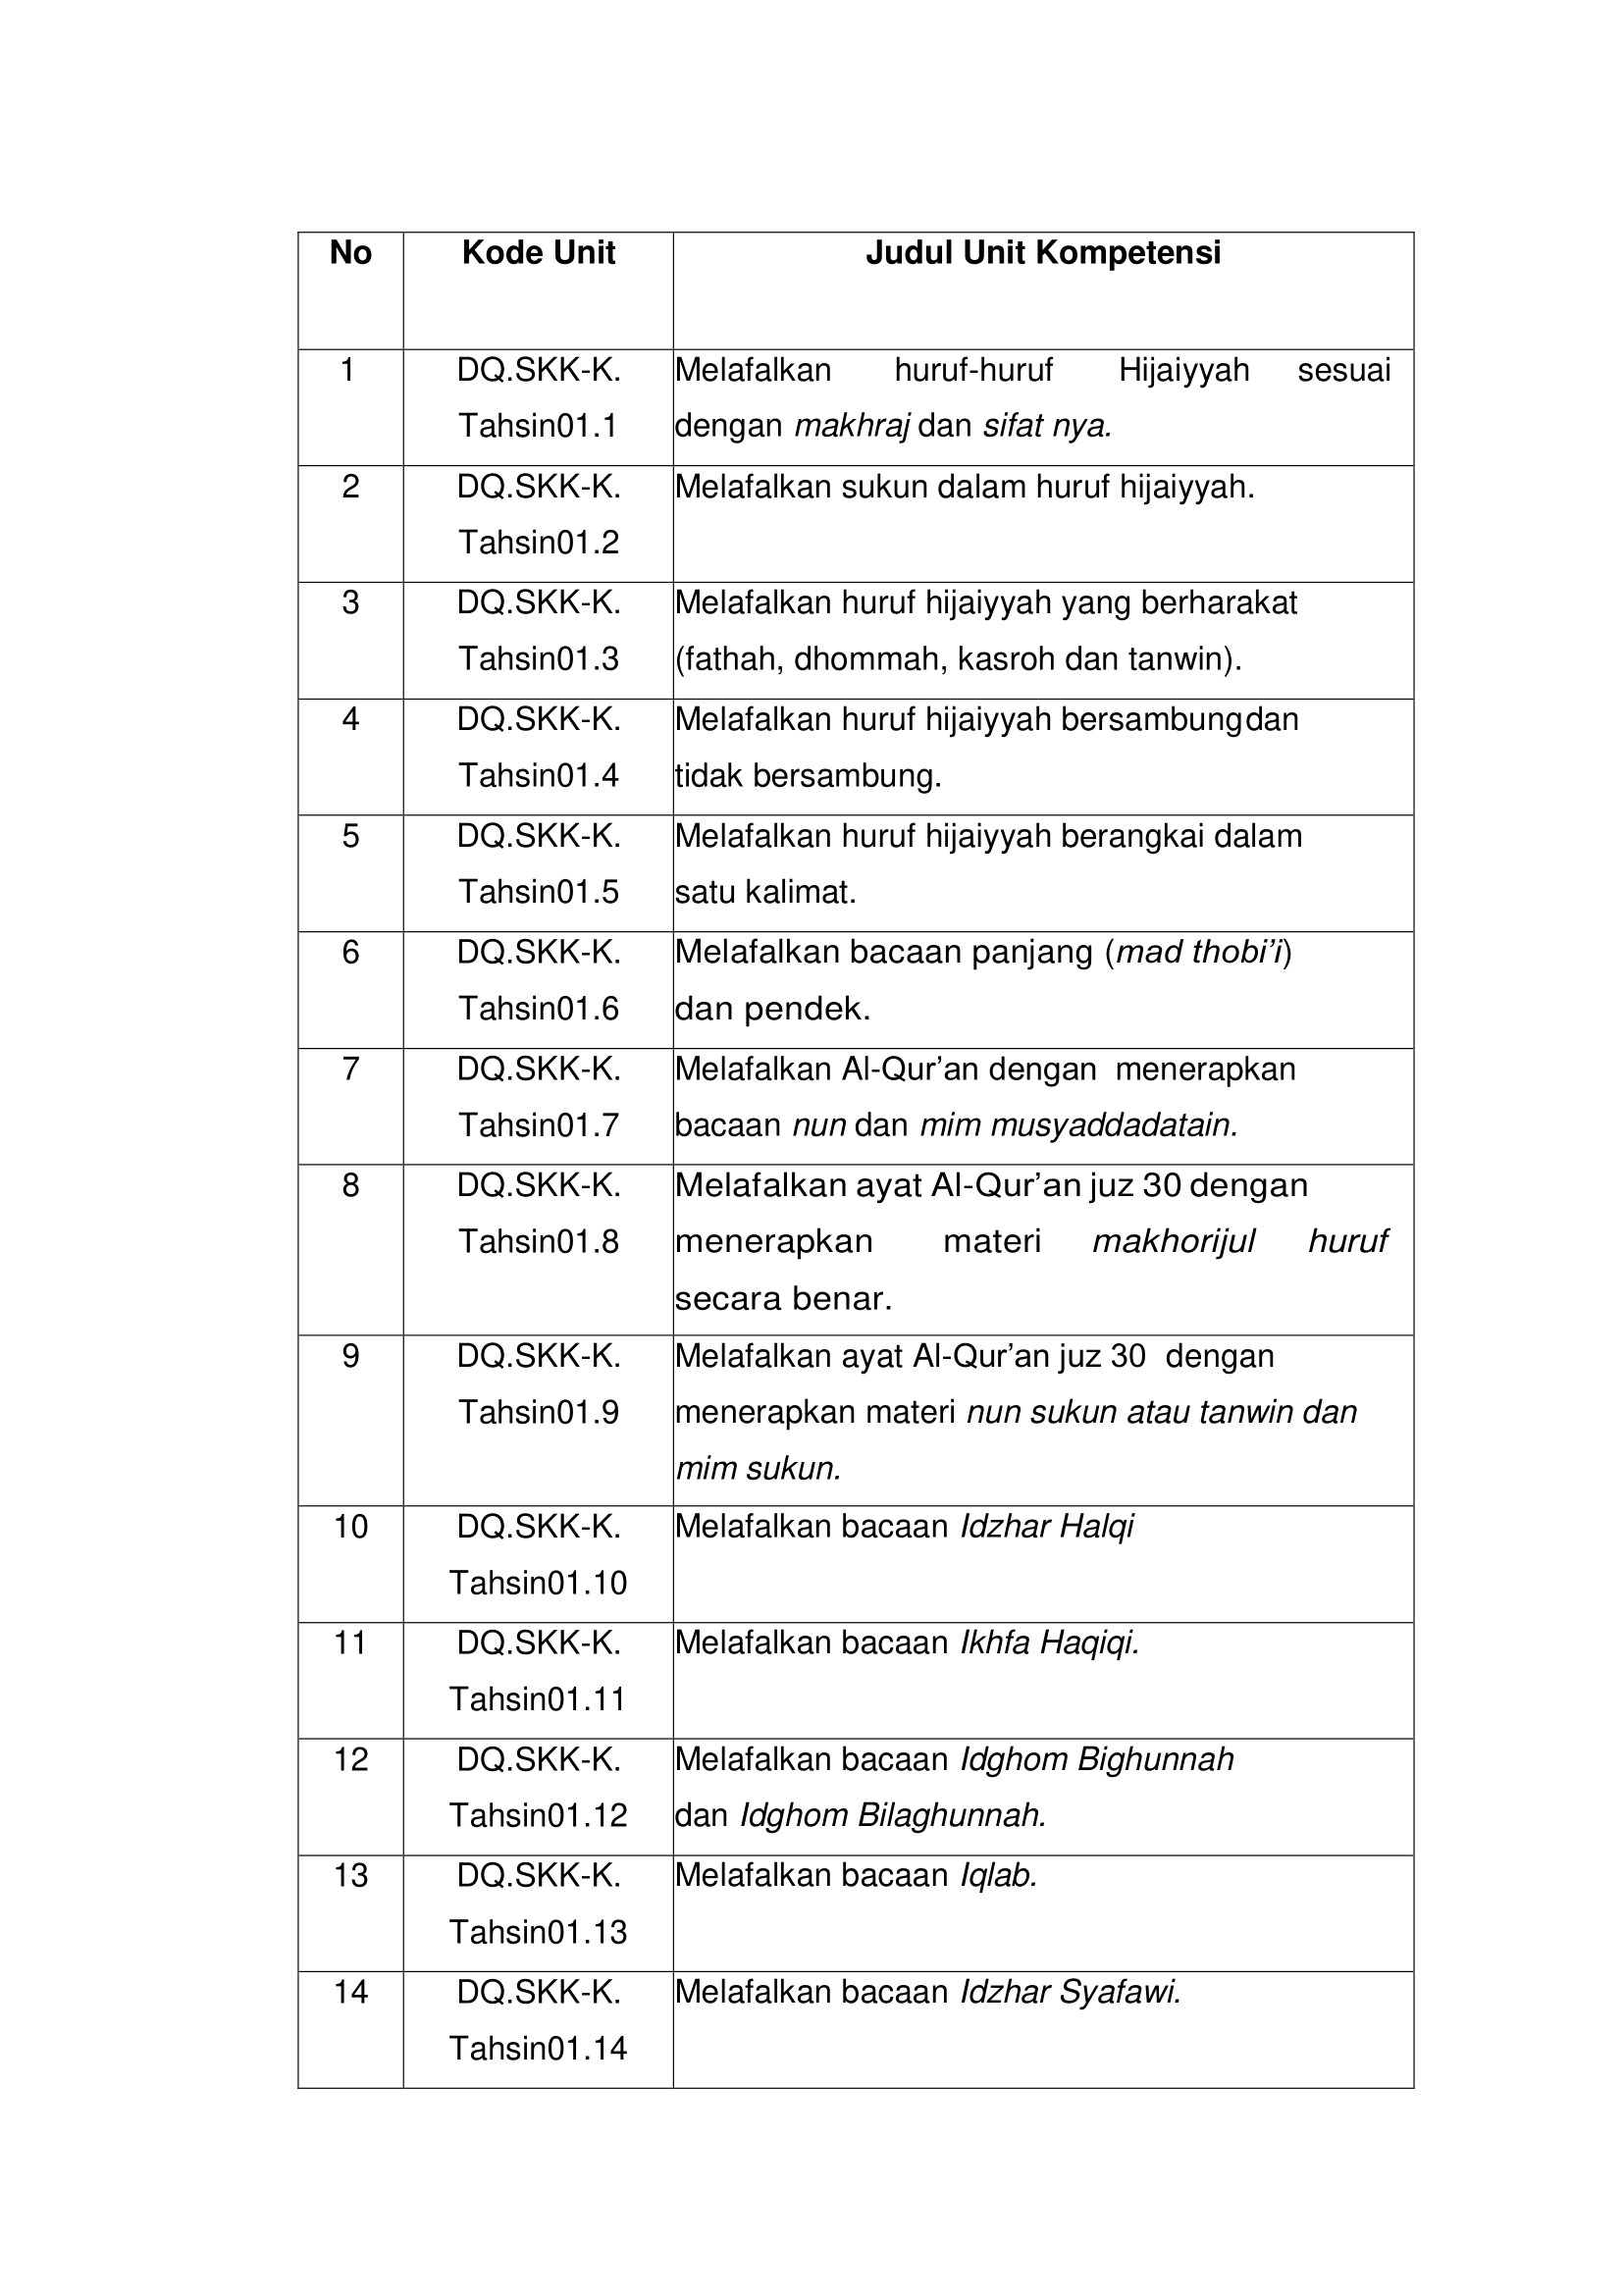 No Kode Unit Judul Unit Kompetensi
1 DQ.SKK-K. Melafalkan huruf-huruf Hijaiyyah sesuai
Tahsin01.1 dengan makhraj dan sifat nya.
2 DQ.SKK-K. Melafalkan sukun dalam huruf hijaiyyah.
Tahsin01.2
3 DQ.SKK-K. Melafalkan huruf hijaiyyah yang berharakat
Tahsin01.3 (fathah, dhommah, kasroh dan tanwin).
4 DQ.SKK-K. Melafalkan huruf hijaiyyah bersambungdan
Tahsin01.4 tidak bersambung.
5 DQ.SKK-K. Melafalkan huruf hijaiyyah berangkai dalam
Tahsin01.5 satu kalimat.
6 DQ.SKK-K. Melafalkan bacaan panjang (mad thobi’i)
Tahsin01.6 dan pendek.
7 DQ.SKK-K. Melafalkan Al-Qur’an dengan menerapkan
Tahsin01.7 bacaan nun dan mim musyaddadatain.
8 DQ.SKK-K. Melafalkan ayat Al-Qur’an juz 30 dengan
Tahsin01.8 menerapkan materi makhorijul huruf
secara benar.
9 DQ.SKK-K. Melafalkan ayat Al-Qur’an juz 30 dengan
Tahsin01.9 menerapkan materi nun sukun atau tanwin dan
mim sukun.
10 DQ.SKK-K. Melafalkan bacaan Idzhar Halqi
Tahsin01.10
11 DQ.SKK-K. Melafalkan bacaan Ikhfa Haqiqi.
Tahsin01.11
12 DQ.SKK-K. Melafalkan bacaan Idghom Bighunnah
Tahsin01.12 dan Idghom Bilaghunnah.
13 DQ.SKK-K. Melafalkan bacaan Iqlab.
Tahsin01.13
14 DQ.SKK-K. Melafalkan bacaan Idzhar Syafawi.
Tahsin01.14